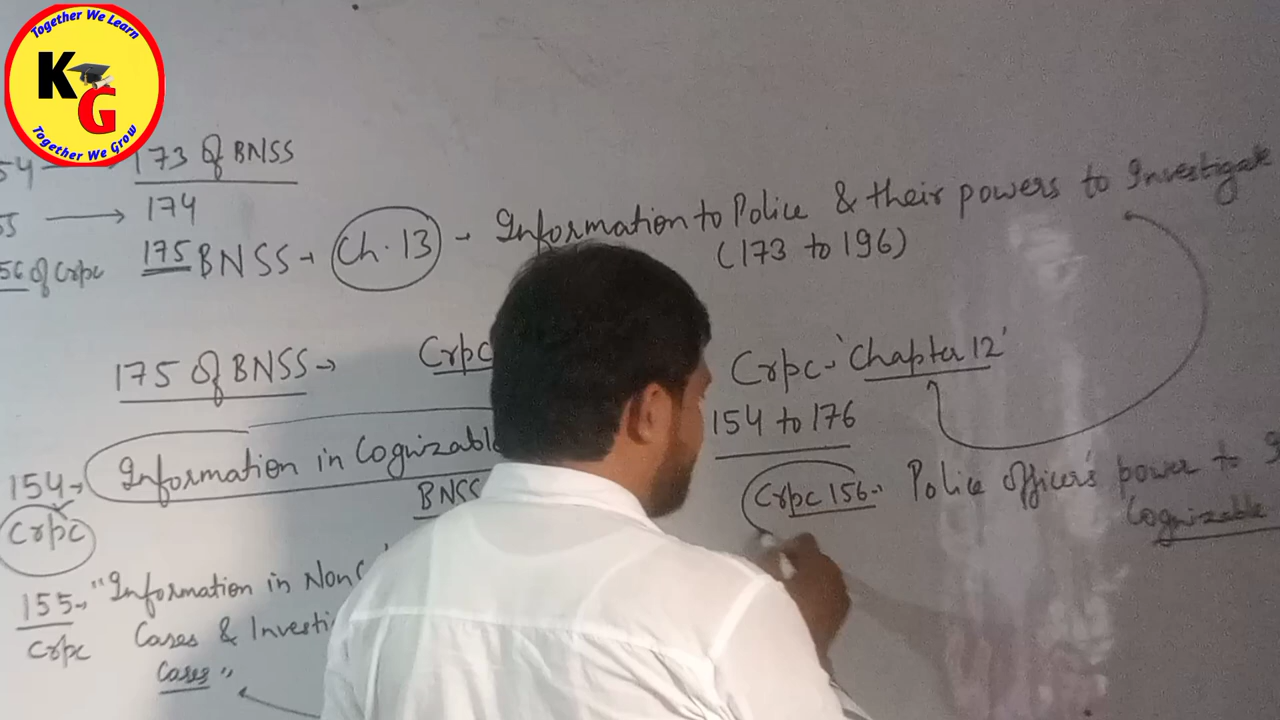 Together We Learn
KG
Together We Grow
54 → 173 Of BNSS
55 → 174
56 Of Crpc 175 BNSS → Ch. 13 - Information to Police & their powers to Investigate
(173 to 196)
175 Of BNSS → Crpc
Crpc - 'Chapter 12'
154 to 176
154 → Information in Cognizable
Crpc
BNSS
Crpc 156 → Police Officer's power to
Cognizable
155 → "Information in Non
Crpc Cases &
Cases"